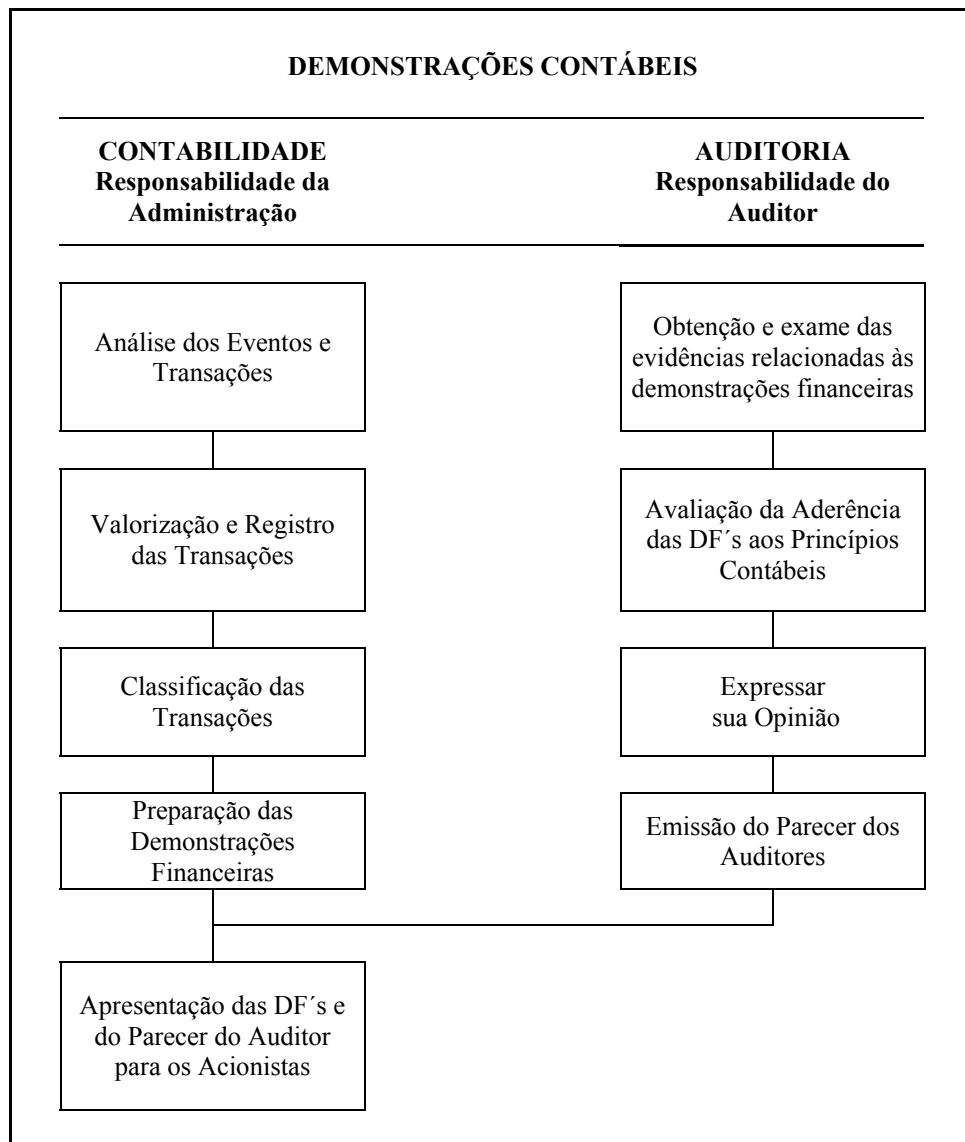 DEMONSTRAÇÕES CONTÁBEIS
CONTABILIDADE
Responsabilidade da
Administração
AUDITORIA
Responsabilidade do
Auditor
Análise dos Eventos e
Transações
Valorização e Registro
das Transações
Classificação das
Transações
Preparação das
Demonstrações
Financeiras
Obtenção e exame das
evidências relacionadas às
demonstrações financeiras
Avaliação da Aderência
das DF´s aos Princípios
Contábeis
Expressar
sua Opinião
Emissão do Parecer dos
Auditores
Apresentação das DF´s e
do Parecer do Auditor
para os Acionistas